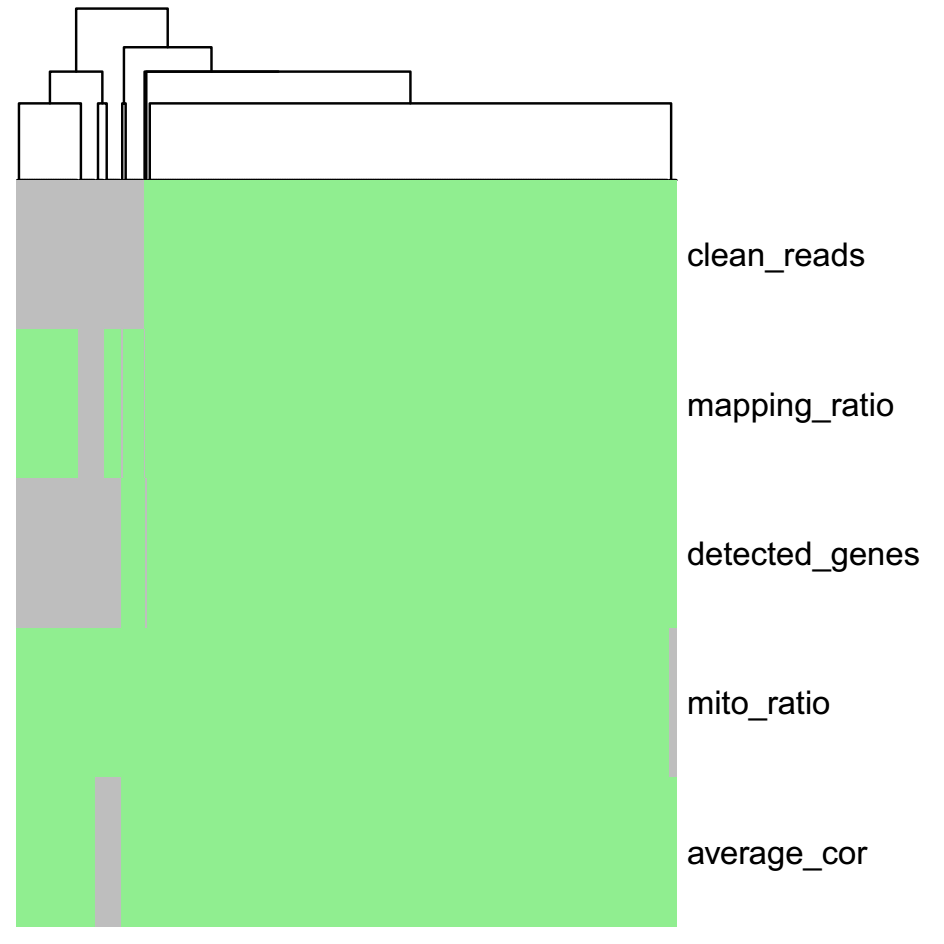 clean_reads
mapping_ratio
detected_genes
mito_ratio
average_cor